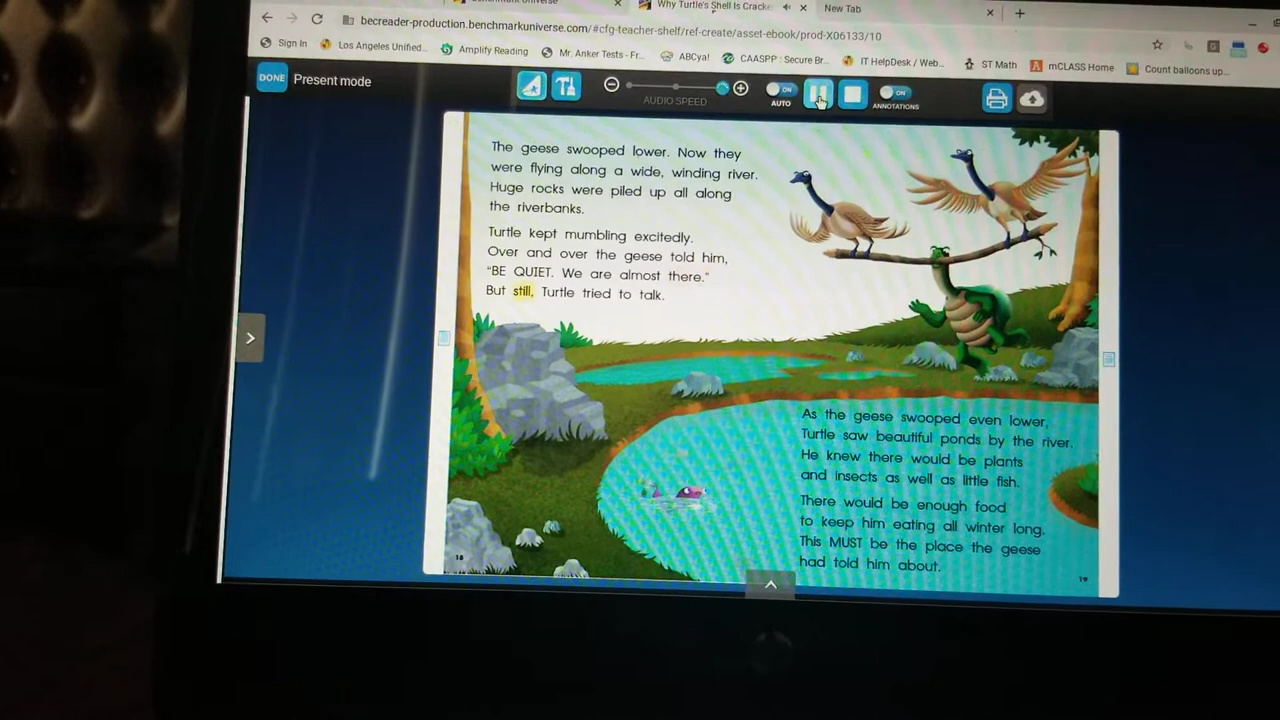 Why Turtle's Shell Is Cracke
New Tab
becreader-production.benchmarkuniverse.com/#cfg-teacher-shelf/ref-create/asset-ebook/prod-X06133/10
Sign In
Los Angeles Unified...
Amplify Reading
Mr. Anker Tests - Fr...
ABCya!
CAASPP : Secure Br...
IT HelpDesk / Web...
ST Math
mCLASS Home
Count balloons up...
DONE
Present mode
AUDIO SPEED
ON
AUTO
ON
ANNOTATIONS
The geese swooped lower. Now they
were flying along a wide, winding river.
Huge rocks were piled up all along
the riverbanks.
Turtle kept mumbling excitedly.
Over and over the geese told him,
"BE QUIET. We are almost there."
But still, Turtle tried to talk.
As the geese swooped even lower,
Turtle saw beautiful ponds by the river.
He knew there would be plants
and insects as well as little fish.
There would be enough food
to keep him eating all winter long.
This MUST be the place the geese
had told him about.
18
19